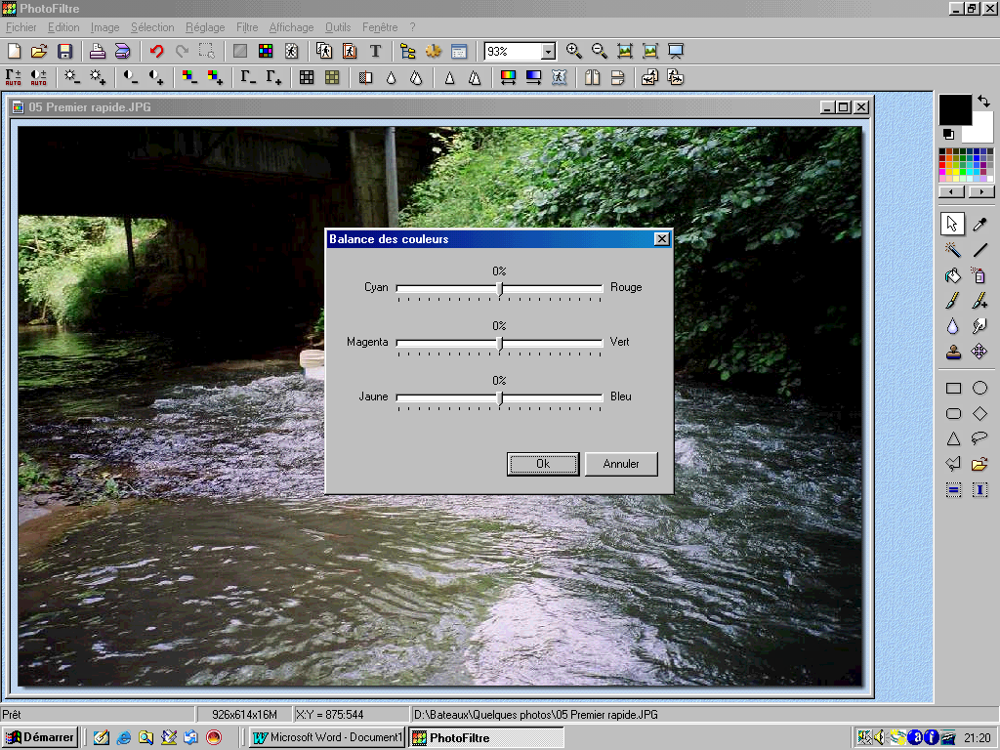 PhotoFiltre
Fichier Edition Image Sélection Réglage Filtre Affichage Outils Fenêtre ?
93%
AUTO AUTO
05 Premier rapide.JPG
Balance des couleurs
0%
Cyan Rouge
0%
Magenta Vert
0%
Jaune Bleu
Ok Annuler
Prêt 926x614x16M X:Y = 875:544 D:\Bateaux\Quelques photos\05 Premier rapide.JPG
Démarrer Microsoft Word - Document1 PhotoFiltre 21:20